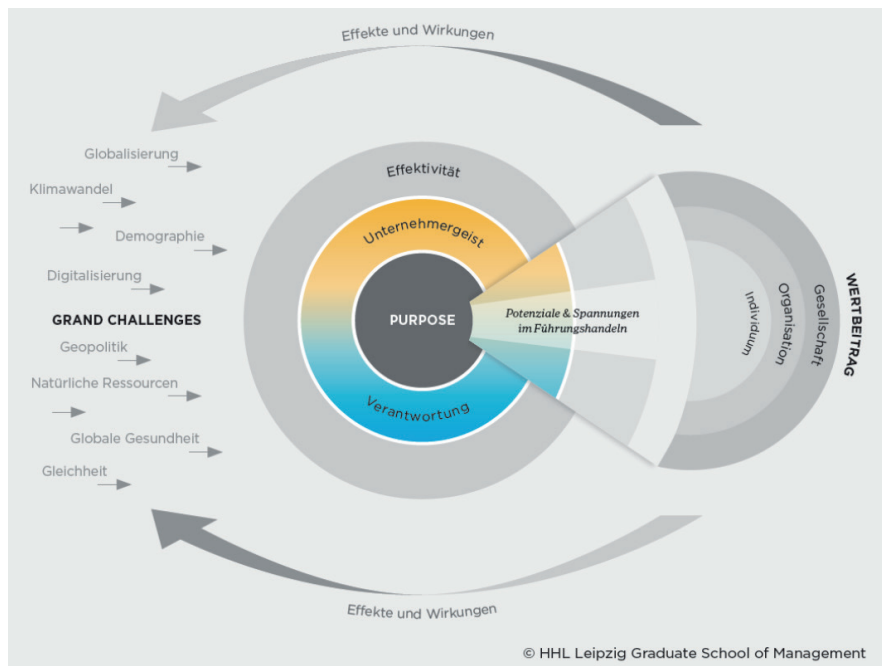 Effekte und Wirkungen
Globalisierung
Klimawandel
Demographie
Digitalisierung
GRAND CHALLENGES
Geopolitik
Natürliche Ressourcen
Globale Gesundheit
Gleichheit
Effektivität
Unternehmergeist
PURPOSE
Verantwortung
Potenziale & Spannungen
im Führungshandeln
Individuum
Organisation
Gesellschaft
WERTBEITRAG
Effekte und Wirkungen
© HHL Leipzig Graduate School of Management